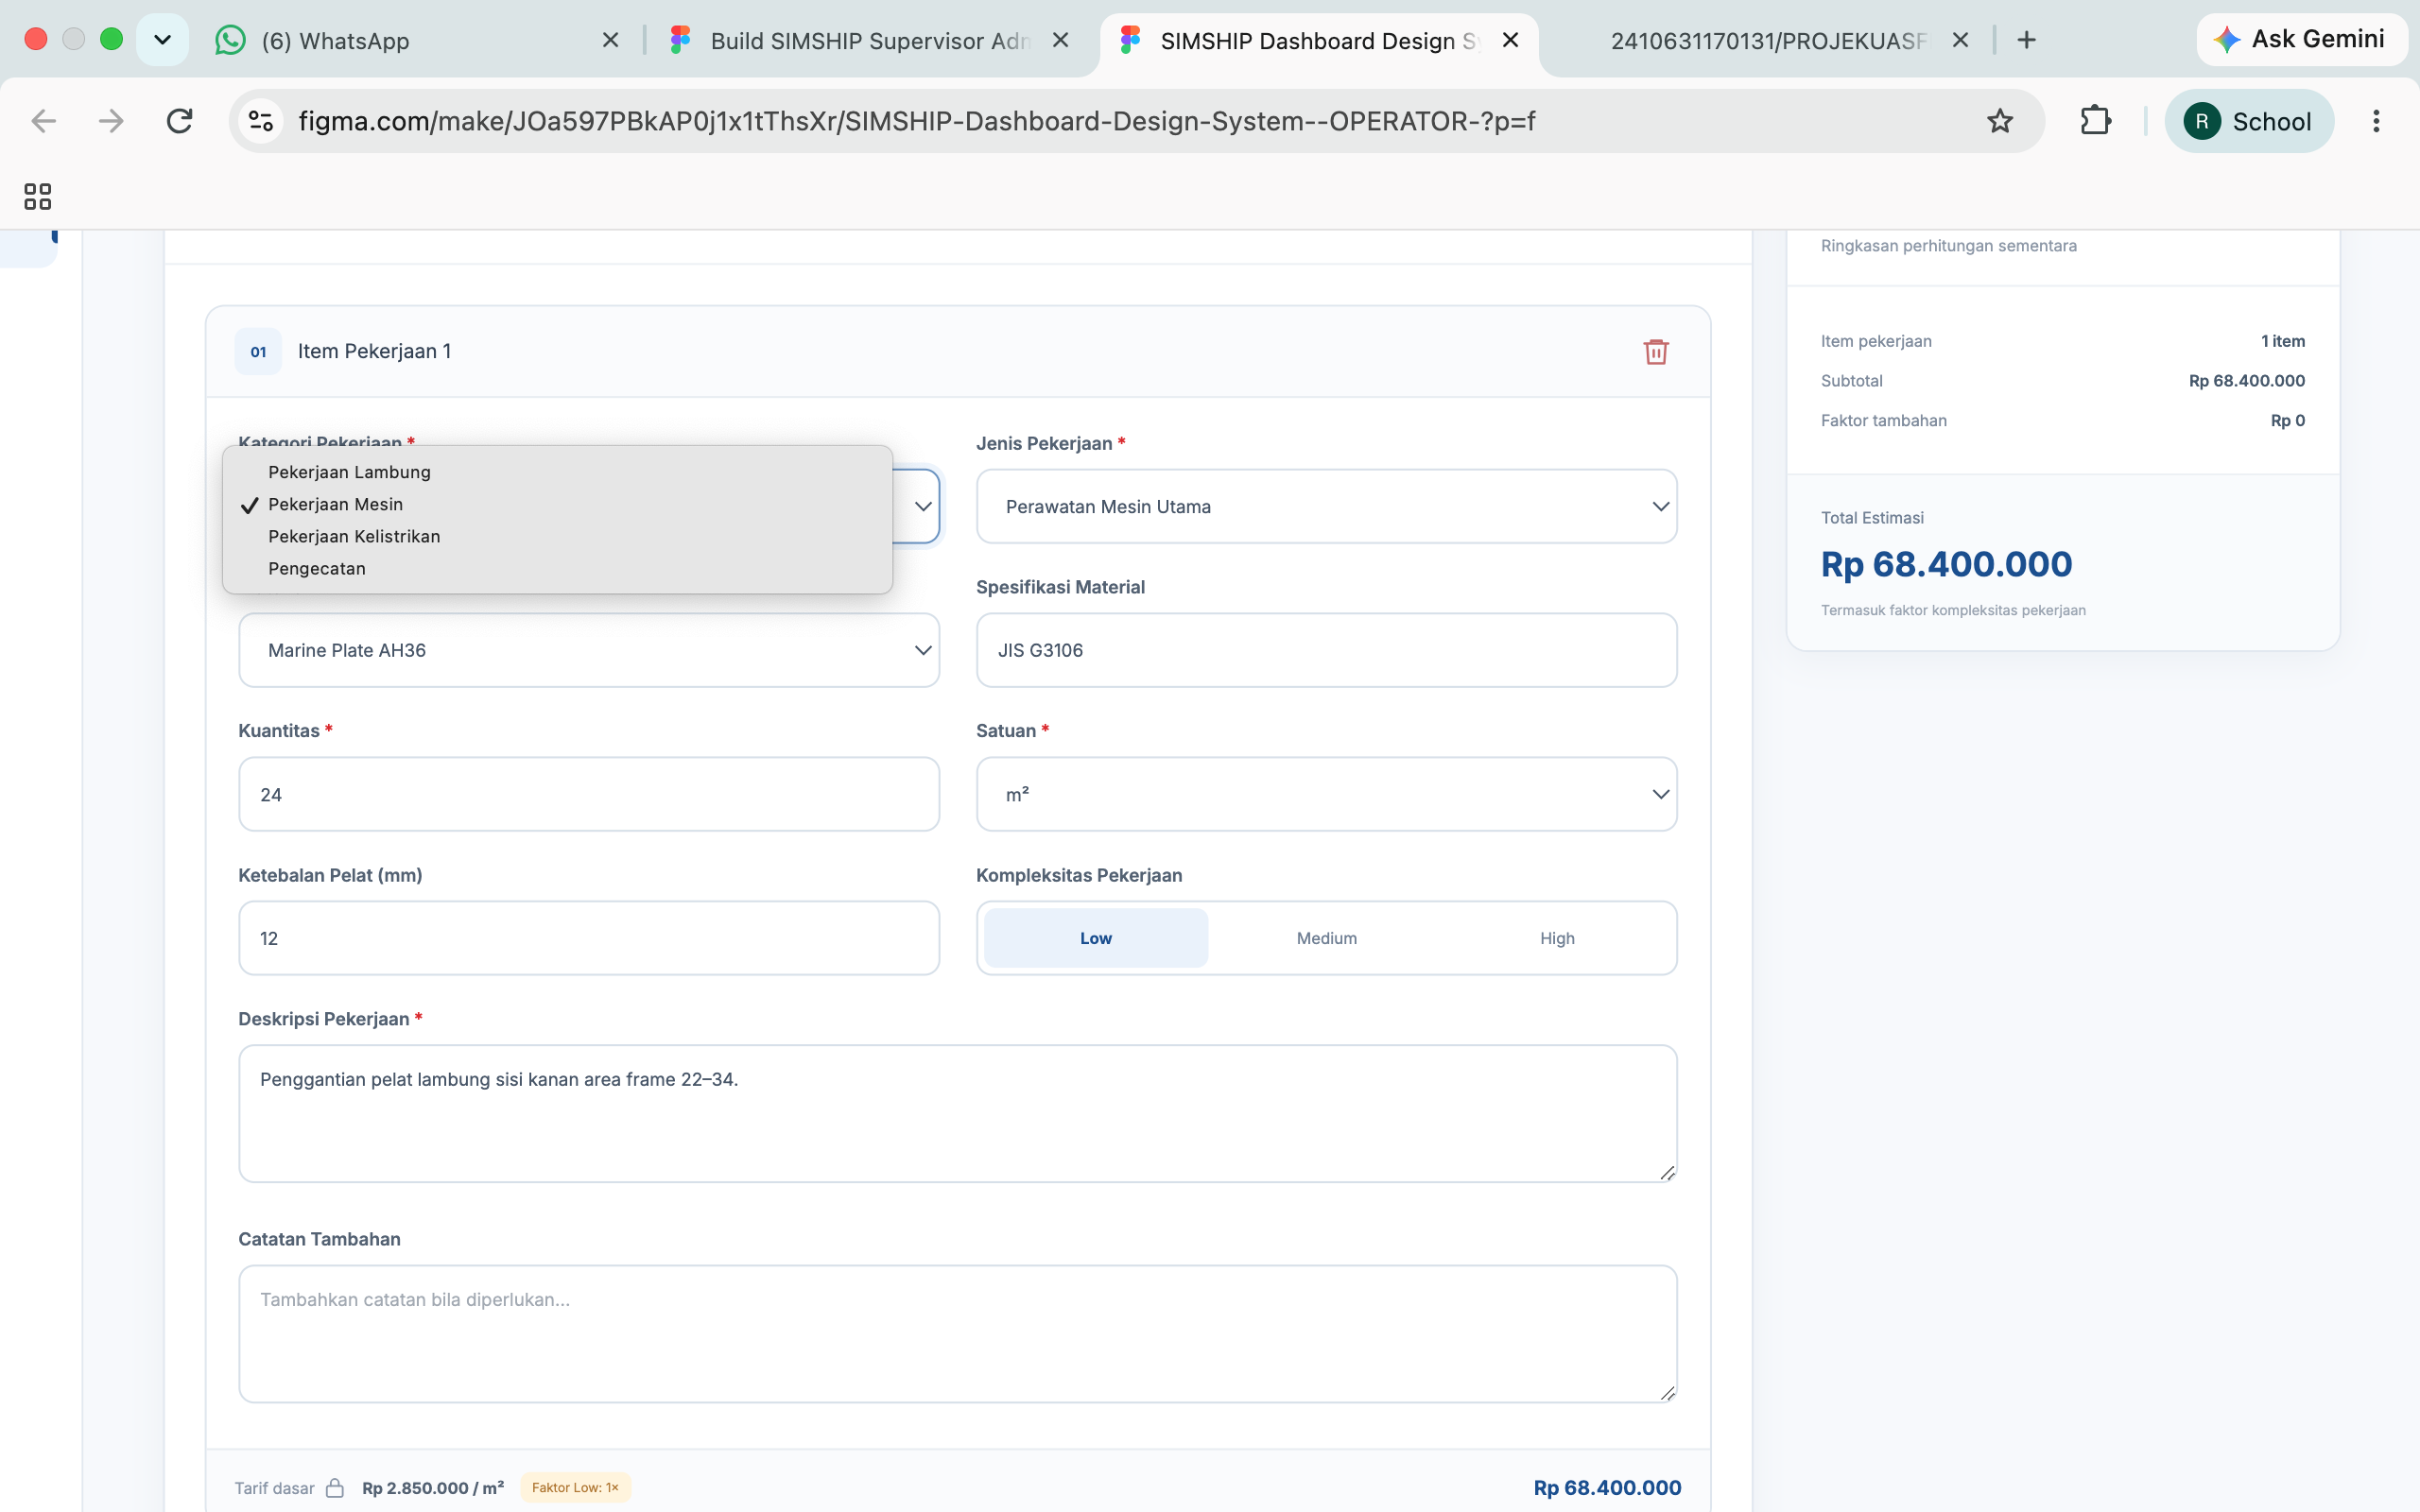 (6) WhatsApp
Build SIMSHIP Supervisor Adn
SIMSHIP Dashboard Design S
2410631170131/PROJEKUASF
Ask Gemini
figma.com/make/JOa597PBkAP0j1x1tThsXr/SIMSHIP-Dashboard-Design-System--OPERATOR-?p=f
R School
Ringkasan perhitungan sementara
01 Item Pekerjaan 1
Item pekerjaan 1 item
Subtotal Rp 68.400.000
Faktor tambahan Rp 0
Total Estimasi
Rp 68.400.000
Termasuk faktor kompleksitas pekerjaan
Kategori Pekerjaan *
Pekerjaan Lambung
✓ Pekerjaan Mesin
Pekerjaan Kelistrikan
Pengecatan
Jenis Pekerjaan *
Perawatan Mesin Utama
Marine Plate AH36
Spesifikasi Material
JIS G3106
Kuantitas *
24
Satuan *
m²
Ketebalan Pelat (mm)
12
Kompleksitas Pekerjaan
Low Medium High
Deskripsi Pekerjaan *
Penggantian pelat lambung sisi kanan area frame 22–34.
Catatan Tambahan
Tambahkan catatan bila diperlukan...
Tarif dasar Rp 2.850.000 / m² Faktor Low: 1× Rp 68.400.000